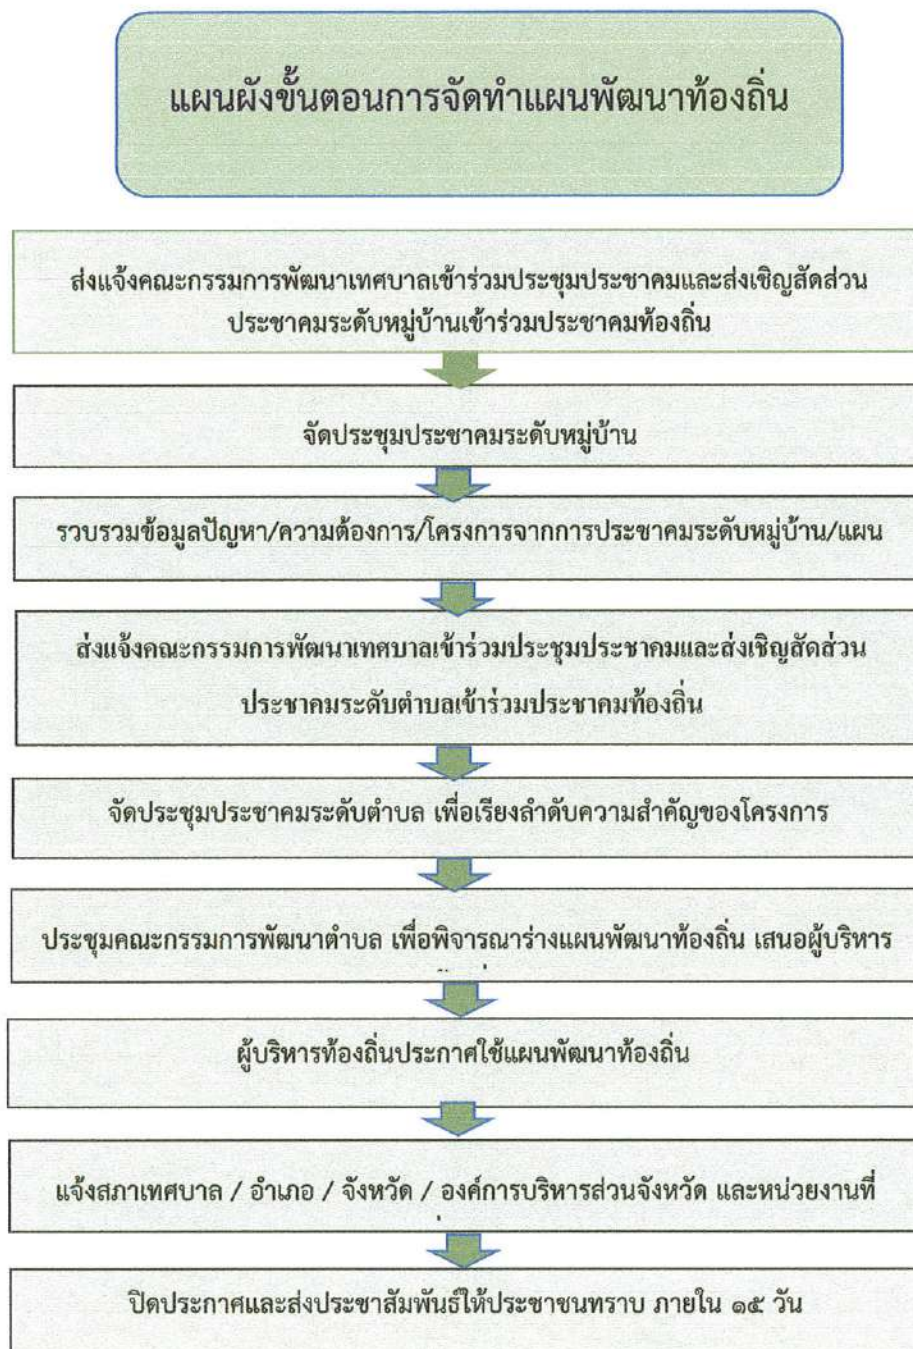 แผนผังขั้นตอนการจัดทำแผนพัฒนาท้องถิ่น
ส่งแจ้งคณะกรรมการพัฒนาเทศบาลเข้าร่วมประชุมประชาคมและส่งเชิญสัดส่วน
ประชาคมระดับหมู่บ้านเข้าร่วมประชาคมท้องถิ่น
จัดประชุมประชาคมระดับหมู่บ้าน
รวบรวมข้อมูลปัญหา/ความต้องการ/โครงการจากการประชาคมระดับหมู่บ้าน/แผน
ส่งแจ้งคณะกรรมการพัฒนาเทศบาลเข้าร่วมประชุมประชาคมและส่งเชิญสัดส่วน
ประชาคมระดับตำบลเข้าร่วมประชาคมท้องถิ่น
จัดประชุมประชาคมระดับตำบล เพื่อเรียงลำดับความสำคัญของโครงการ
ประชุมคณะกรรมการพัฒนาตำบล เพื่อพิจารณาร่างแผนพัฒนาท้องถิ่น เสนอผู้บริหาร
ผู้บริหารท้องถิ่นประกาศใช้แผนพัฒนาท้องถิ่น
แจ้งสภาเทศบาล / อำเภอ / จังหวัด / องค์การบริหารส่วนจังหวัด และหน่วยงานที่
ปิดประกาศและส่งประชาสัมพันธ์ให้ประชาชนทราบ ภายใน ๑๕ วัน